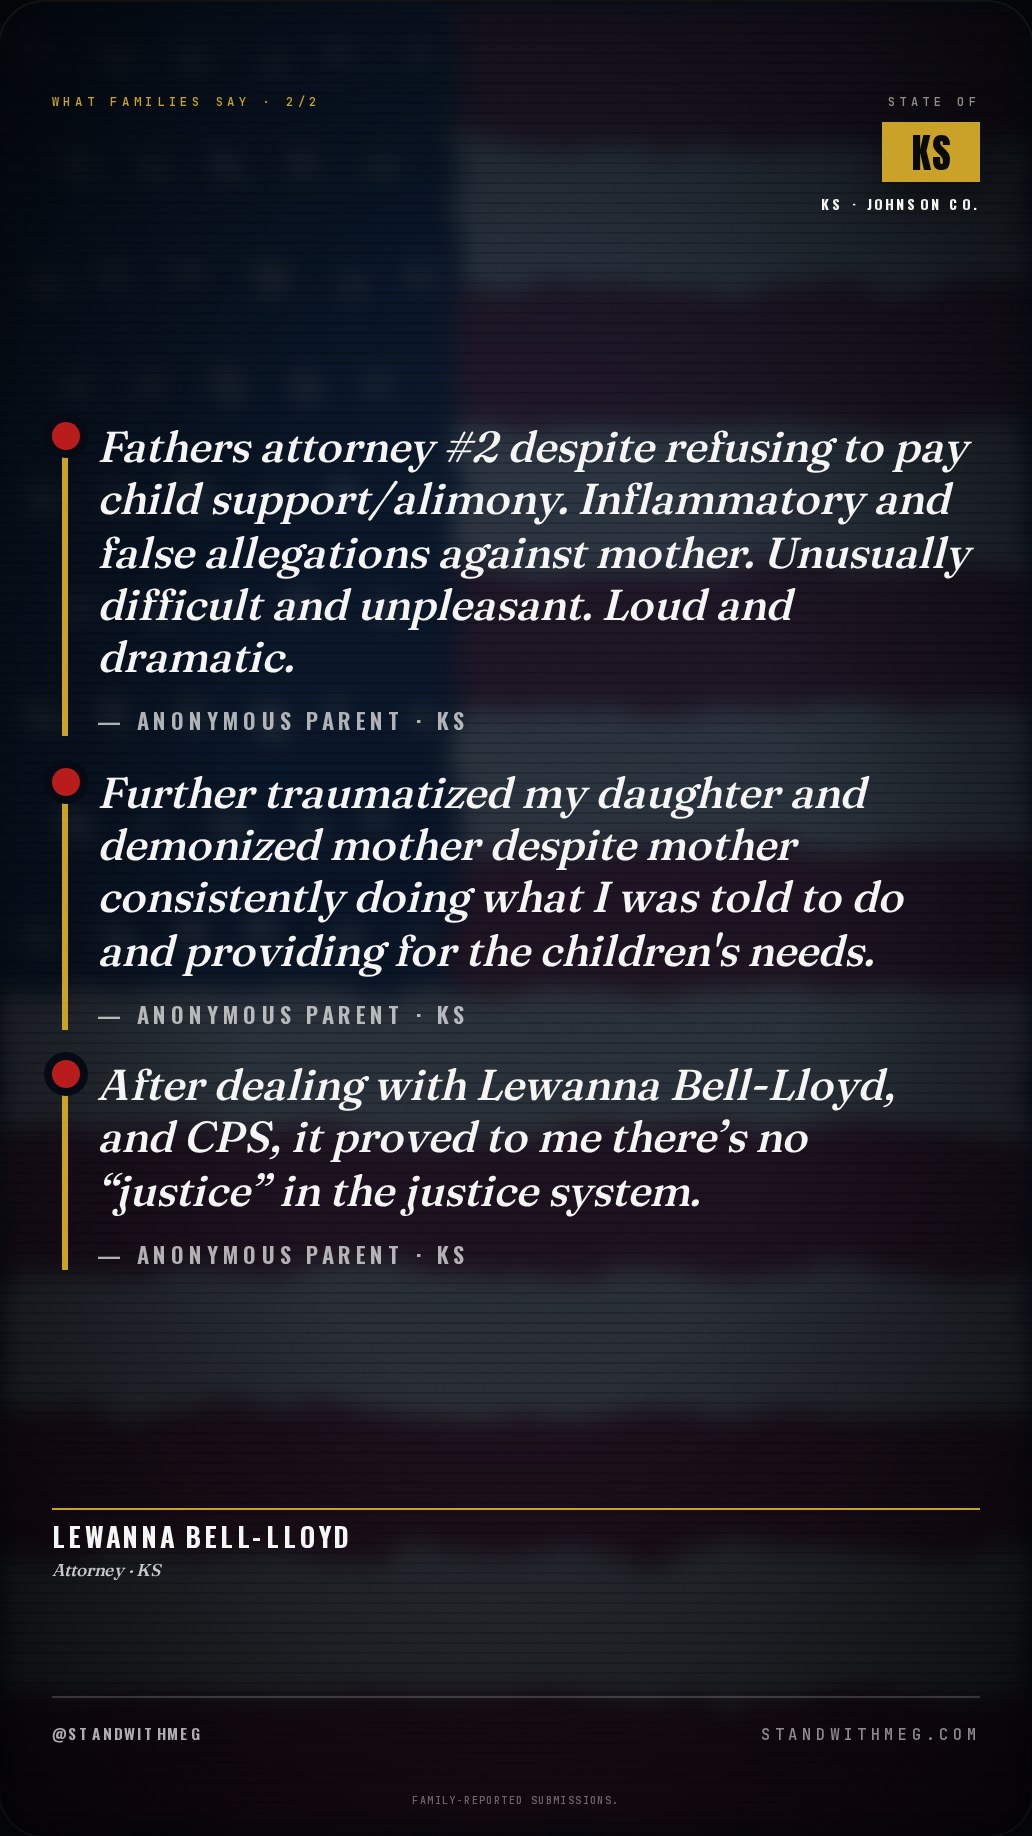 WHAT FAMILIES SAY · 2/2
STATE OF
KS
KS · JOHNSON CO.
Fathers attorney #2 despite refusing to pay
child support/alimony. Inflammatory and
false allegations against mother. Unusually
difficult and unpleasant. Loud and
dramatic.
— ANONYMOUS PARENT · KS
Further traumatized my daughter and
demonized mother despite mother
consistently doing what I was told to do
and providing for the children's needs.
— ANONYMOUS PARENT · KS
After dealing with Lewanna Bell-Lloyd,
and CPS, it proved to me there’s no
“justice” in the justice system.
— ANONYMOUS PARENT · KS
LEWANNA BELL-LLOYD
Attorney · KS
@STANDWITHMEG
STANDWITHMEG.COM
FAMILY-REPORTED SUBMISSIONS.